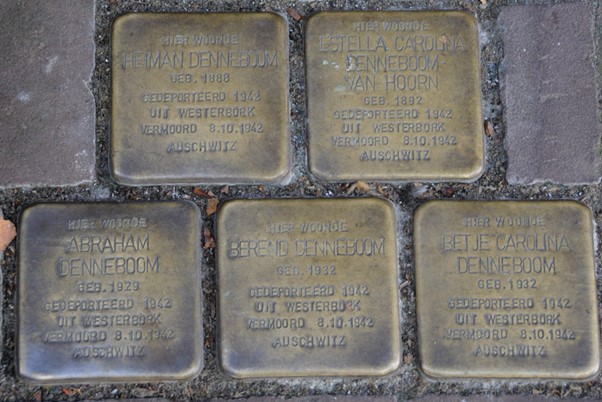 HIER WOONDE
HEIMAN DENNEBOOM
GEB. 1888
GEDEPORTEERD 1942
UIT WESTERBORK
VERMOORD 8.10.1942
AUSCHWITZ
HIER WOONDE
ESTELLA CAROLINA
DENNEBOOM-
VAN HOORN
GEB. 1892
GEDEPORTEERD 1942
UIT WESTERBORK
VERMOORD 8.10.1942
AUSCHWITZ
HIER WOONDE
ABRAHAM
DENNEBOOM
GEB. 1929
GEDEPORTEERD 1942
UIT WESTERBORK
VERMOORD 8.10.1942
AUSCHWITZ
HIER WOONDE
BEREND DENNEBOOM
GEB. 1932
GEDEPORTEERD 1942
UIT WESTERBORK
VERMOORD 8.10.1942
AUSCHWITZ
HIER WOONDE
BETJE CAROLINA
DENNEBOOM
GEB. 1932
GEDEPORTEERD 1942
UIT WESTERBORK
VERMOORD 8.10.1942
AUSCHWITZ